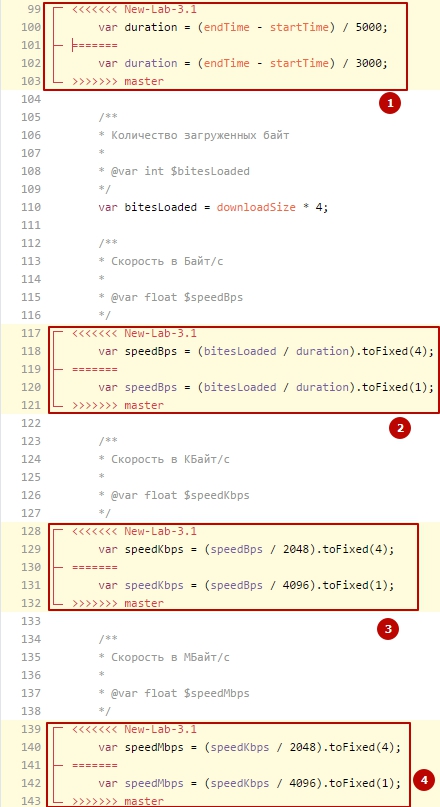 99 <<<<<<< New-Lab-3.1
100 var duration = (endTime - startTime) / 5000;
101 =======
102 var duration = (endTime - startTime) / 3000;
103 >>>>>>> master
1
104
105 /**
106 * Количество загруженных байт
107 *
108 * @var int $bitesLoaded
109 */
110 var bitesLoaded = downloadSize * 4;
111
112 /**
113 * Скорость в Байт/с
114 *
115 * @var float $speedBps
116 */
117 <<<<<<< New-Lab-3.1
118 var speedBps = (bitesLoaded / duration).toFixed(4);
119 =======
120 var speedBps = (bitesLoaded / duration).toFixed(1);
121 >>>>>>> master
2
122
123 /**
124 * Скорость в КБайт/с
125 *
126 * @var float $speedKbps
127 */
128 <<<<<<< New-Lab-3.1
129 var speedKbps = (speedBps / 2048).toFixed(4);
130 =======
131 var speedKbps = (speedBps / 4096).toFixed(1);
132 >>>>>>> master
3
133
134 /**
135 * Скорость в МБайт/с
136 *
137 * @var float $speedMbps
138 */
139 <<<<<<< New-Lab-3.1
140 var speedMbps = (speedKbps / 2048).toFixed(4);
141 =======
4
142 var speedMbps = (speedKbps / 4096).toFixed(1);
143 >>>>>>> master